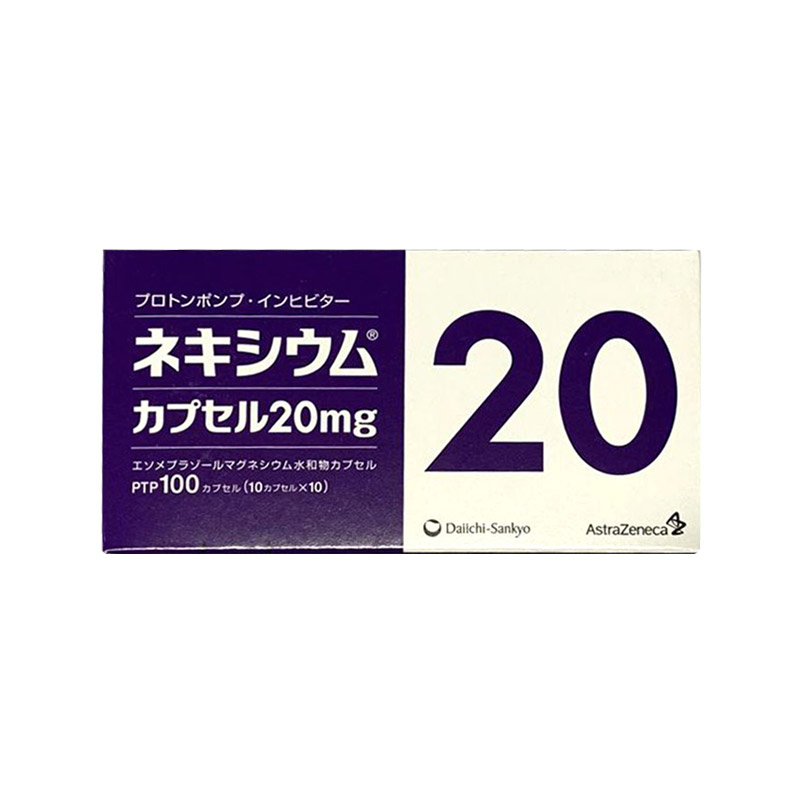 プロトンポンプ・インヒビター
ネキシウム®
カプセル20mg
エソメプラゾールマグネシウム水和物カプセル
PTP100カプセル(10カプセル×10)
20
Daiichi-Sankyo
AstraZeneca